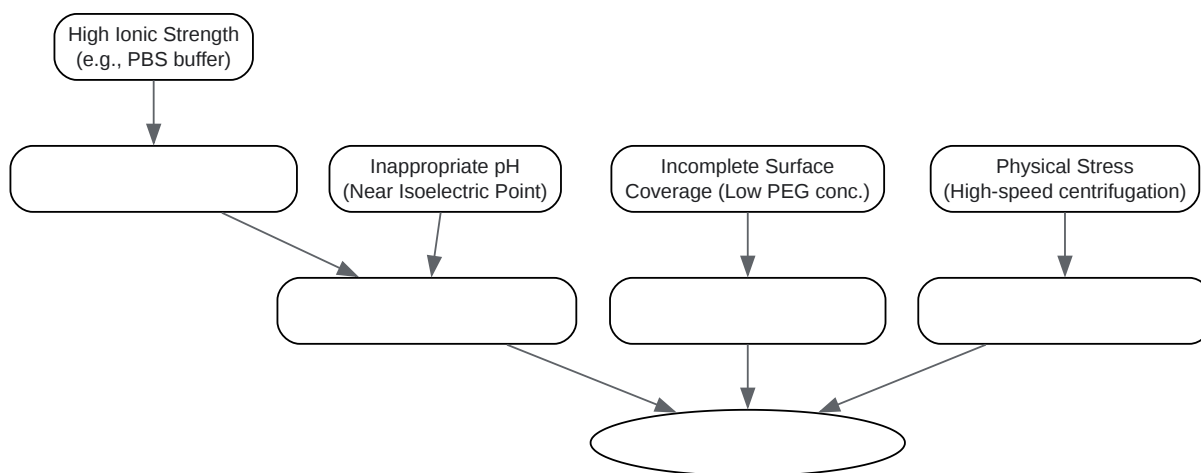 High Ionic Strength
(e.g., PBS buffer)
Inappropriate pH
(Near Isoelectric Point)
Incomplete Surface
Coverage (Low PEG conc.)
Physical Stress
(High-speed centrifugation)